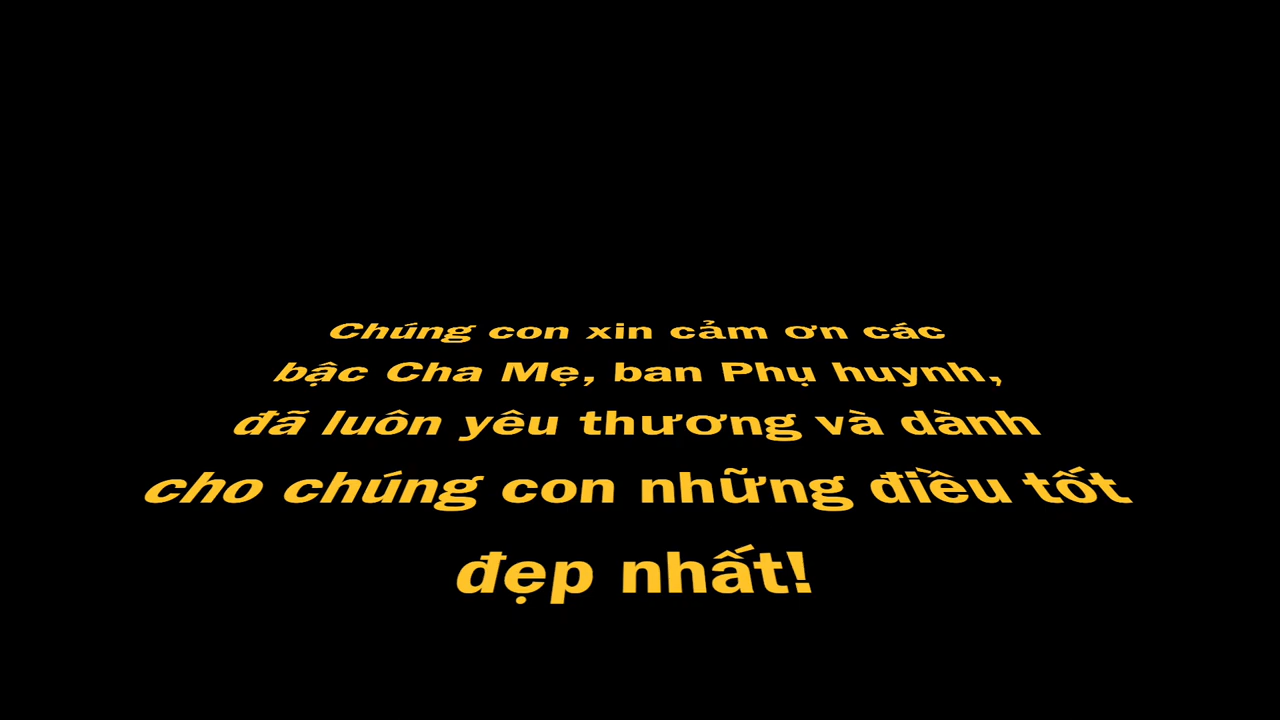 Chúng con xin cảm ơn các
bậc Cha Mẹ, ban Phụ huynh,
đã luôn yêu thương và dành
cho chúng con những điều tốt
đẹp nhất!